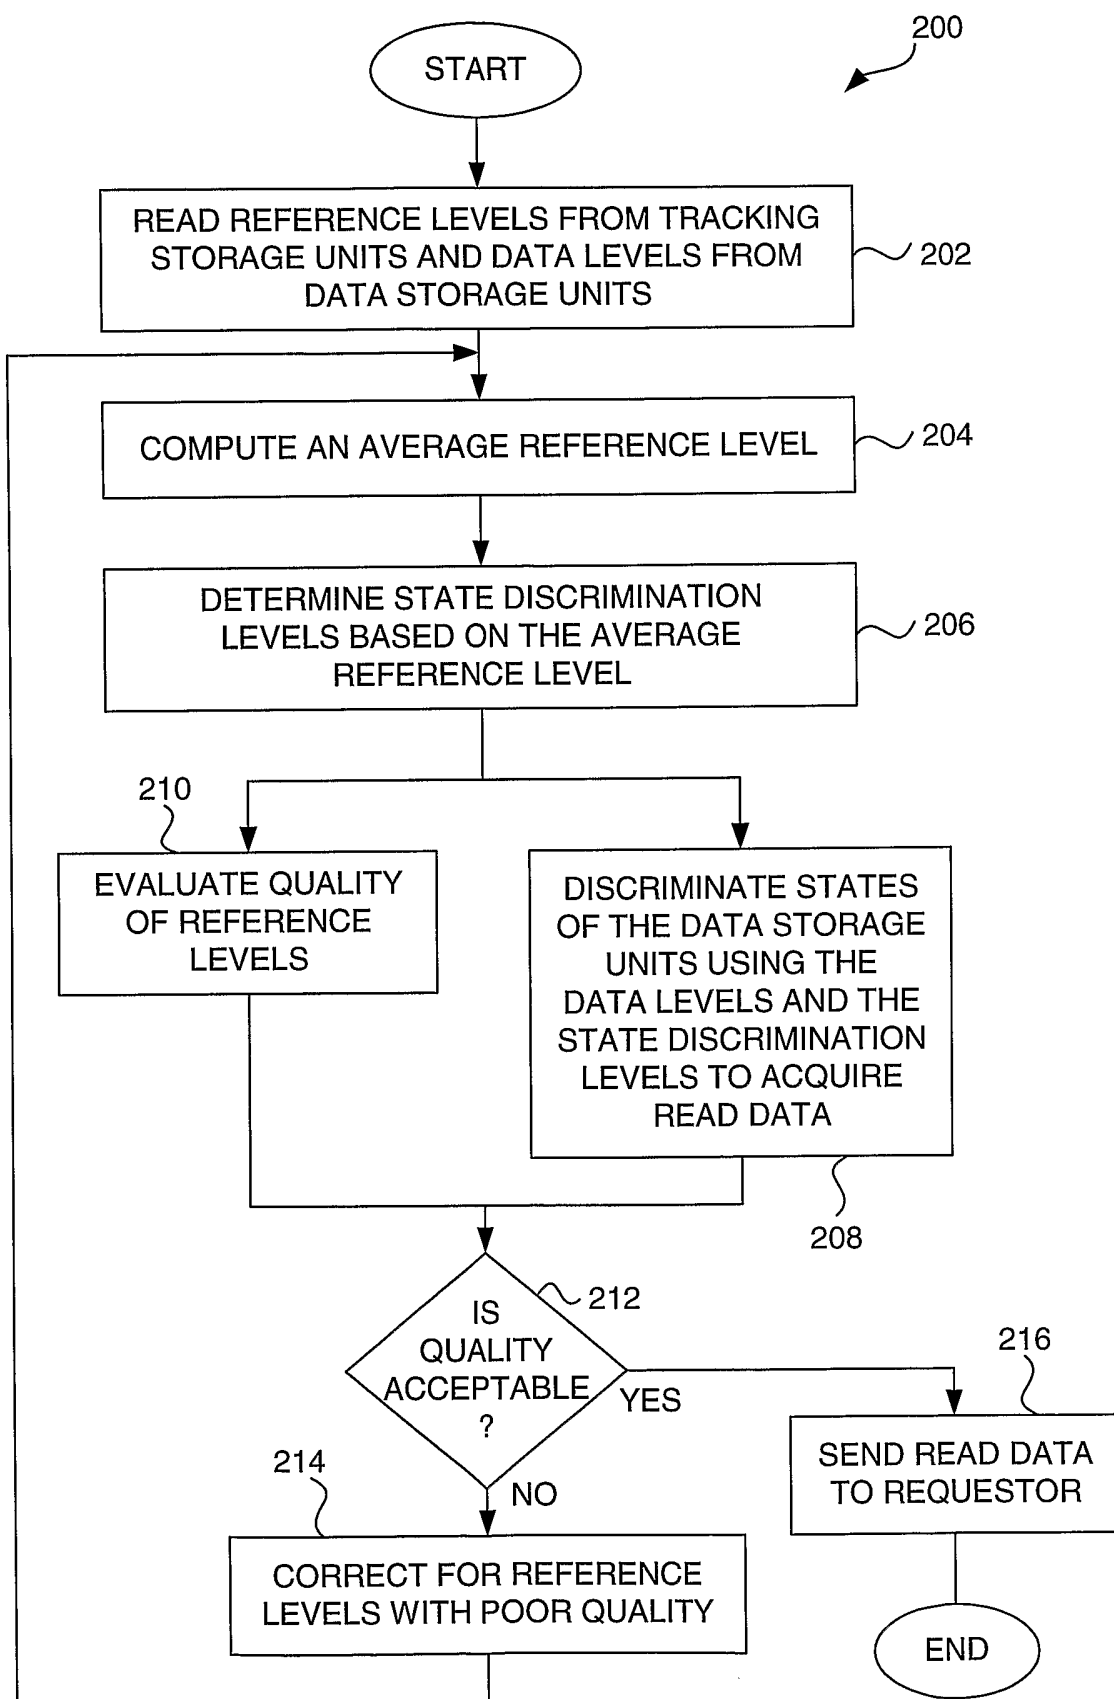 200
START
READ REFERENCE LEVELS FROM TRACKING
STORAGE UNITS AND DATA LEVELS FROM
DATA STORAGE UNITS
202
COMPUTE AN AVERAGE REFERENCE LEVEL
204
DETERMINE STATE DISCRIMINATION
LEVELS BASED ON THE AVERAGE
REFERENCE LEVEL
206
210
EVALUATE QUALITY
OF REFERENCE
LEVELS
DISCRIMINATE STATES
OF THE DATA STORAGE
UNITS USING THE
DATA LEVELS AND THE
STATE DISCRIMINATION
LEVELS TO ACQUIRE
READ DATA
208
IS
QUALITY
ACCEPTABLE
?
212
YES
216
SEND READ DATA
TO REQUESTOR
NO
214
CORRECT FOR REFERENCE
LEVELS WITH POOR QUALITY
END